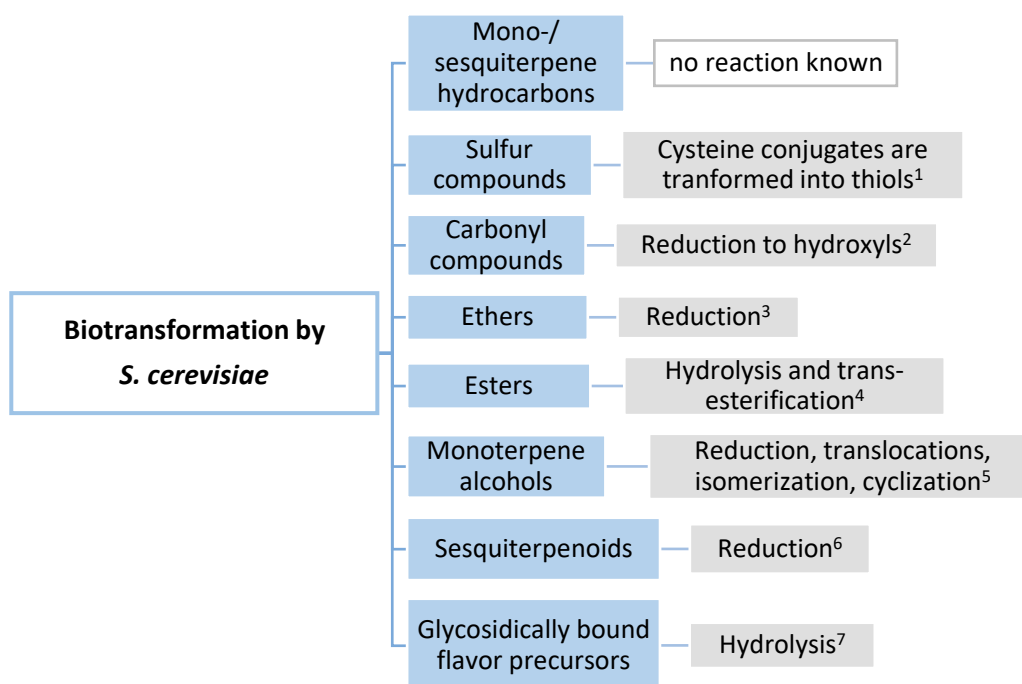 Mono-/
sesquiterpene
hydrocarbons
no reaction known
Sulfur
compounds
Cysteine conjugates are
tranformed into thiols¹
Carbonyl
compounds
Reduction to hydroxyls²
Biotransformation by
S. cerevisiae
Ethers
Reduction³
Esters
Hydrolysis and trans-
esterification⁴
Monoterpene
alcohols
Reduction, translocations,
isomerization, cyclization⁵
Sesquiterpenoids
Reduction⁶
Glycosidically bound
flavor precursors
Hydrolysis⁷